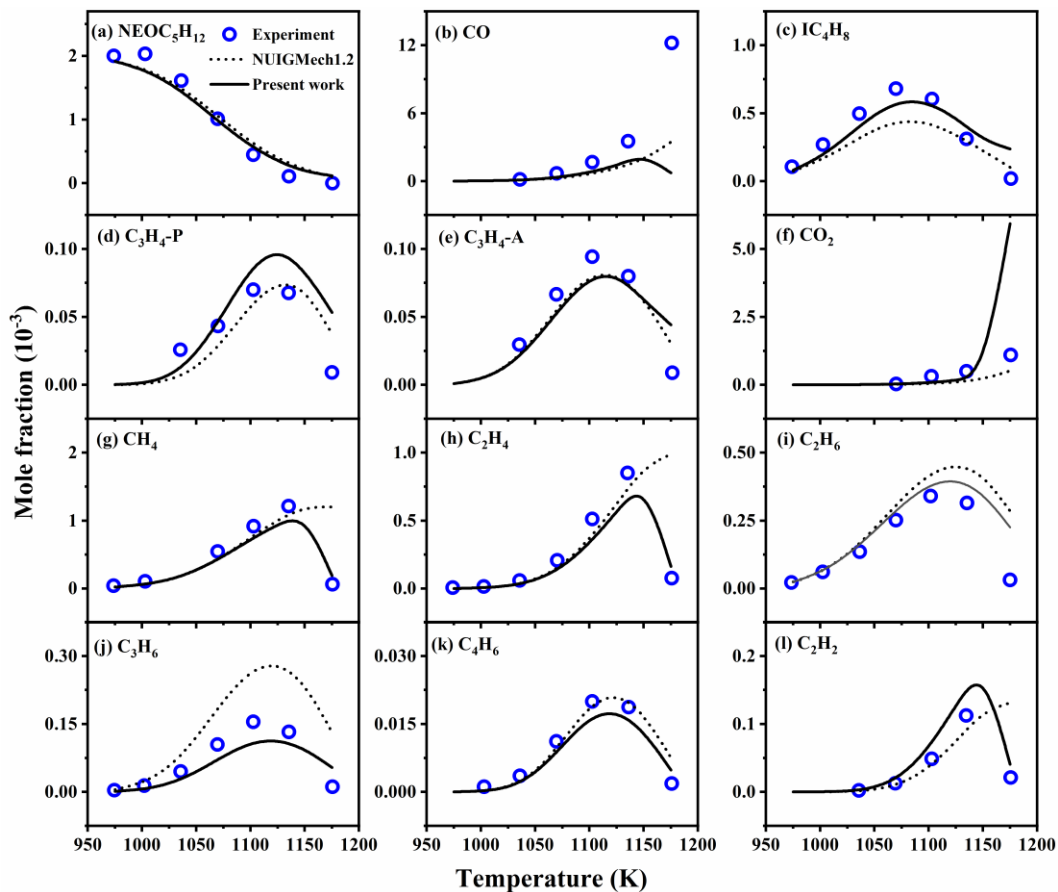 (a) NEOC5H12
Experiment
NUIGMech1.2
Present work
2
1
0
(b) CO
12
6
0
(c) IC4H8
1.0
0.5
0.0
(d) C3H4-P
0.10
0.05
0.00
(e) C3H4-A
0.10
0.05
0.00
(f) CO2
5.0
2.5
0.0
(g) CH4
2
1
0
(h) C2H4
1.0
0.5
0.0
(i) C2H6
0.50
0.25
0.00
(j) C3H6
0.30
0.15
0.00
(k) C4H6
0.030
0.015
0.000
(l) C2H2
0.2
0.1
0.0
950 1000 1050 1100 1150 1200
950 1000 1050 1100 1150 1200
950 1000 1050 1100 1150 1200
Mole fraction (10-3)
Temperature (K)